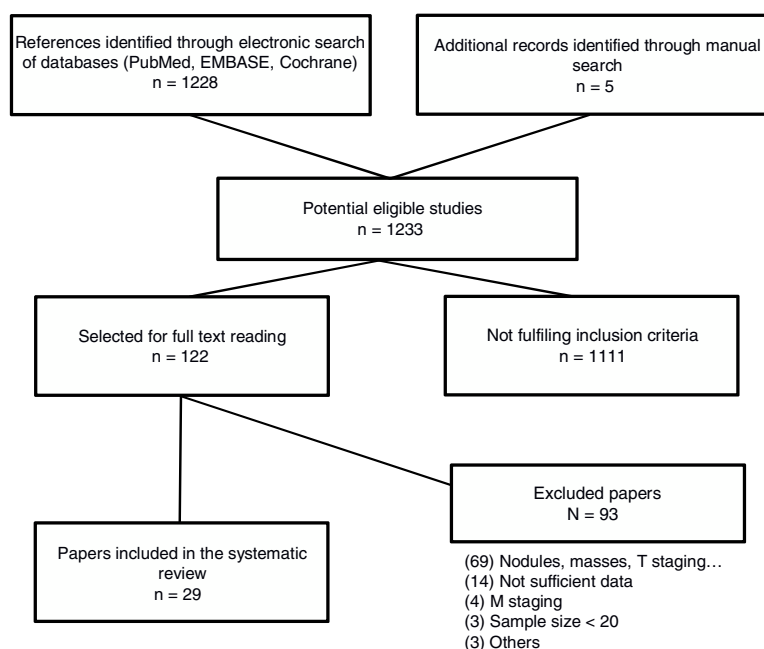 References identified through electronic search
of databases (PubMed, EMBASE, Cochrane)
n = 1228
Additional records identified through manual
search
n = 5
Potential eligible studies
n = 1233
Selected for full text reading
n = 122
Not fulfiling inclusion criteria
n = 1111
Excluded papers
N = 93
Papers included in the systematic
review
n = 29
(69) Nodules, masses, T staging...
(14) Not sufficient data
(4) M staging
(3) Sample size < 20
(3) Others